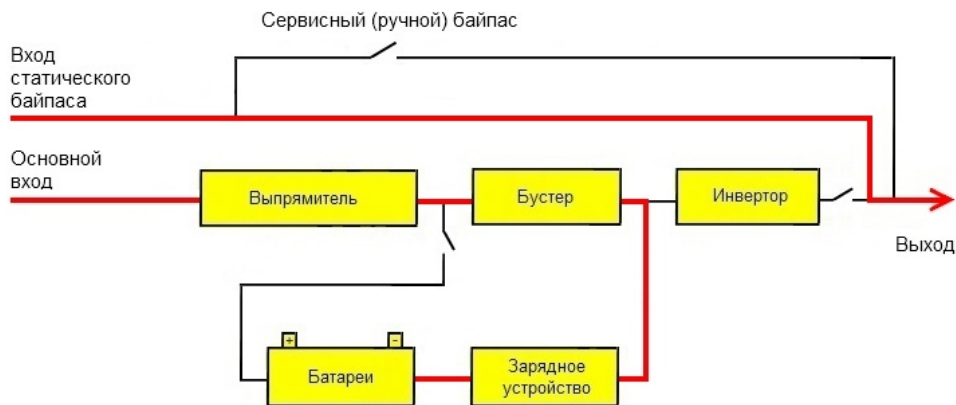 Сервисный (ручной) байпас
Вход
статического
байпаса
Основной
вход
Выпрямитель
Бустер
Инвертор
Выход
+
-
Батареи
Зарядное
устройство